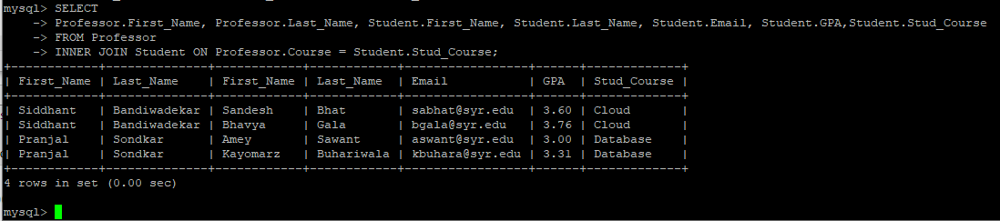 mysql> SELECT
    -> Professor.First_Name, Professor.Last_Name, Student.First_Name, Student.Last_Name, Student.Email, Student.GPA,Student.Stud_Course
    -> FROM Professor
    -> INNER JOIN Student ON Professor.Course = Student.Stud_Course;
+------------+--------------+------------+------------+------------------+------+-------------+
| First_Name | Last_Name    | First_Name | Last_Name  | Email            | GPA  | Stud_Course |
+------------+--------------+------------+------------+------------------+------+-------------+
| Siddhant   | Bandiwadekar | Sandesh    | Bhat       | sabhat@syr.edu   | 3.60 | Cloud       |
| Siddhant   | Bandiwadekar | Bhavya     | Gala       | bgala@syr.edu    | 3.76 | Cloud       |
| Pranjal    | Sondkar      | Amey       | Sawant     | aswant@syr.edu   | 3.00 | Database    |
| Pranjal    | Sondkar      | Kayomarz   | Buhariwala | kbuhara@syr.edu  | 3.31 | Database    |
+------------+--------------+------------+------------+------------------+------+-------------+
4 rows in set (0.00 sec)
mysql>